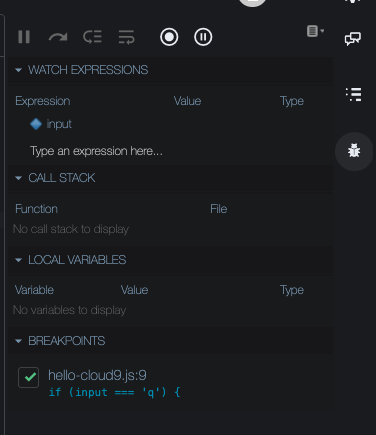 WATCH EXPRESSIONS
Expression Value Type
input
Type an expression here...
CALL STACK
Function File
No call stack to display
LOCAL VARIABLES
Variable Value Type
No variables to display
BREAKPOINTS
hello-cloud9.js:9
if (input === 'q') {